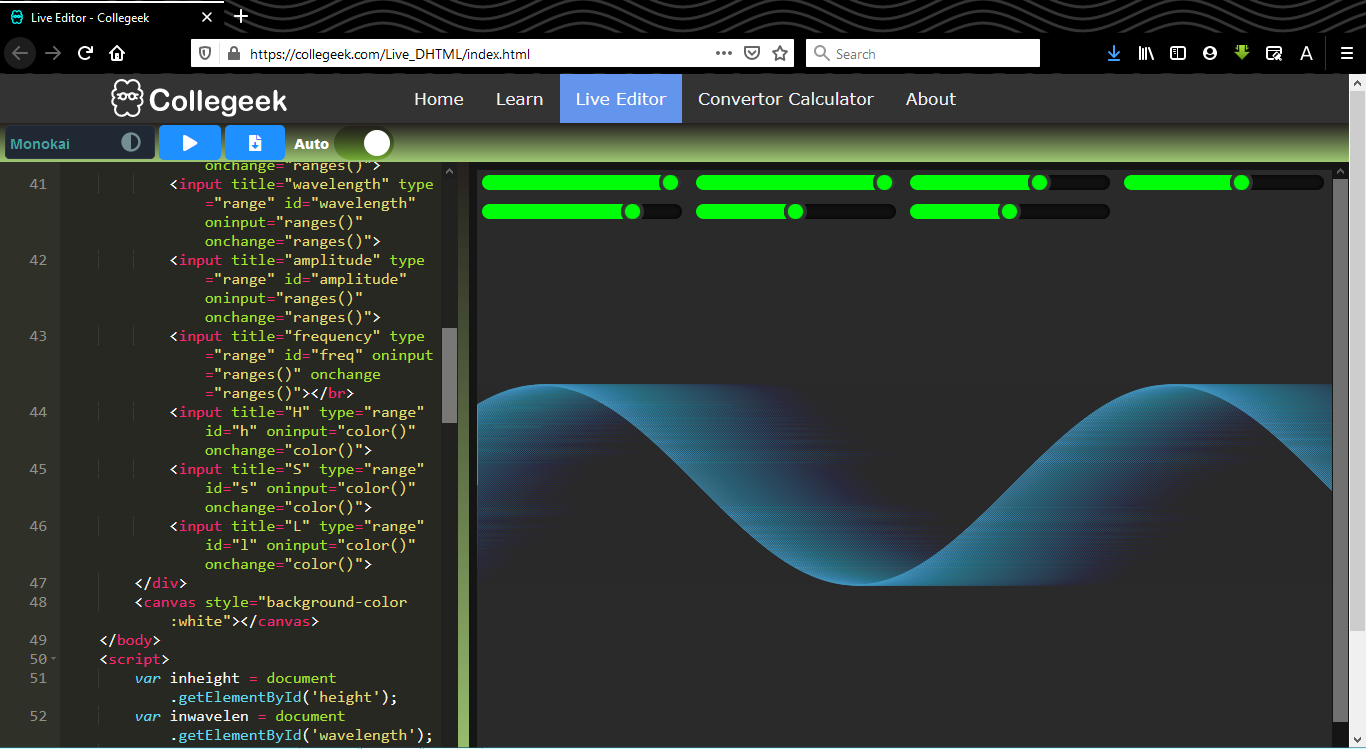 Live Editor - Collegeek
https://collegeek.com/Live_DHTML/index.html
Search
Collegeek
Home
Learn
Live Editor
Convertor Calculator
About
Monokai
Auto
onchange="ranges()">
41 <input title="wavelength" type
="range" id="wavelength"
oninput="ranges()"
onchange="ranges()">
42 <input title="amplitude" type
="range" id="amplitude"
oninput="ranges()"
onchange="ranges()">
43 <input title="frequency" type
="range" id="freq" oninput
="ranges()" onchange
="ranges()"></br>
44 <input title="H" type="range"
id="h" oninput="color()"
onchange="color()">
45 <input title="S" type="range"
id="s" oninput="color()"
onchange="color()">
46 <input title="L" type="range"
id="l" oninput="color()"
onchange="color()">
47 </div>
48 <canvas style="background-color
:white"></canvas>
49 </body>
50 <script>
51 var inheight = document
.getElementById('height');
52 var inwavelen = document
.getElementById('wavelength');